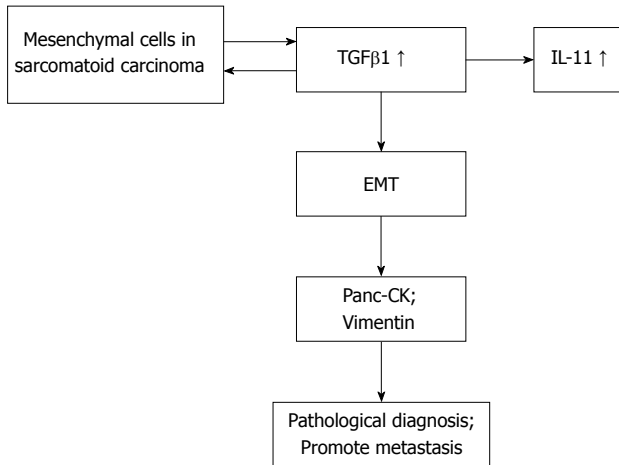 Mesenchymal cells in
sarcomatoid carcinoma
TGFβ1 ↑
IL-11 ↑
EMT
Panc-CK;
Vimentin
Pathological diagnosis;
Promote metastasis